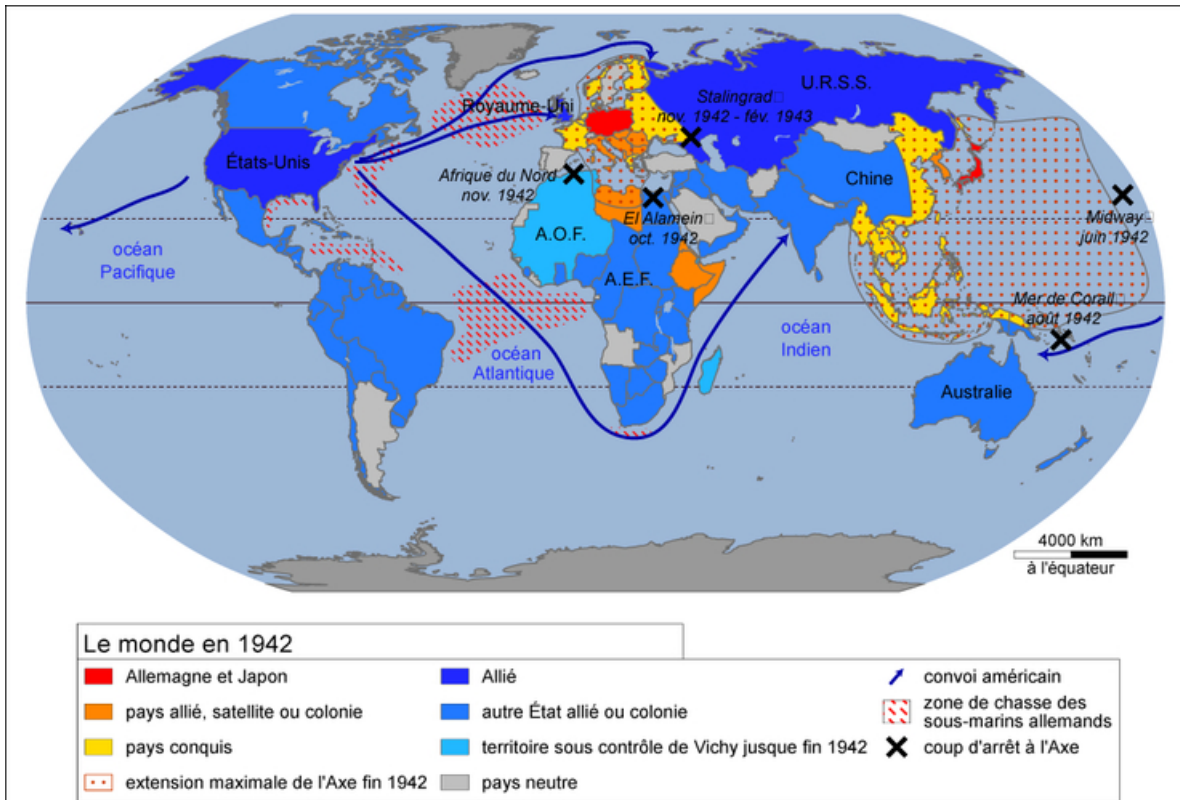 U.R.S.S.
Royaume-Uni
Stalingrad
nov. 1942 - fév. 1943
États-Unis
Afrique du Nord
nov. 1942
Chine
El Alamein
oct. 1942
Midway
juin 1942
A.O.F.
océan
Pacifique
A.E.F.
Mer de Corail
août 1942
océan
Indien
océan
Atlantique
Australie
4000 km
à l'équateur
Le monde en 1942
Allemagne et Japon
pays allié, satellite ou colonie
pays conquis
extension maximale de l'Axe fin 1942
Allié
autre État allié ou colonie
territoire sous contrôle de Vichy jusque fin 1942
pays neutre
convoi américain
zone de chasse des
sous-marins allemands
coup d'arrêt à l'Axe